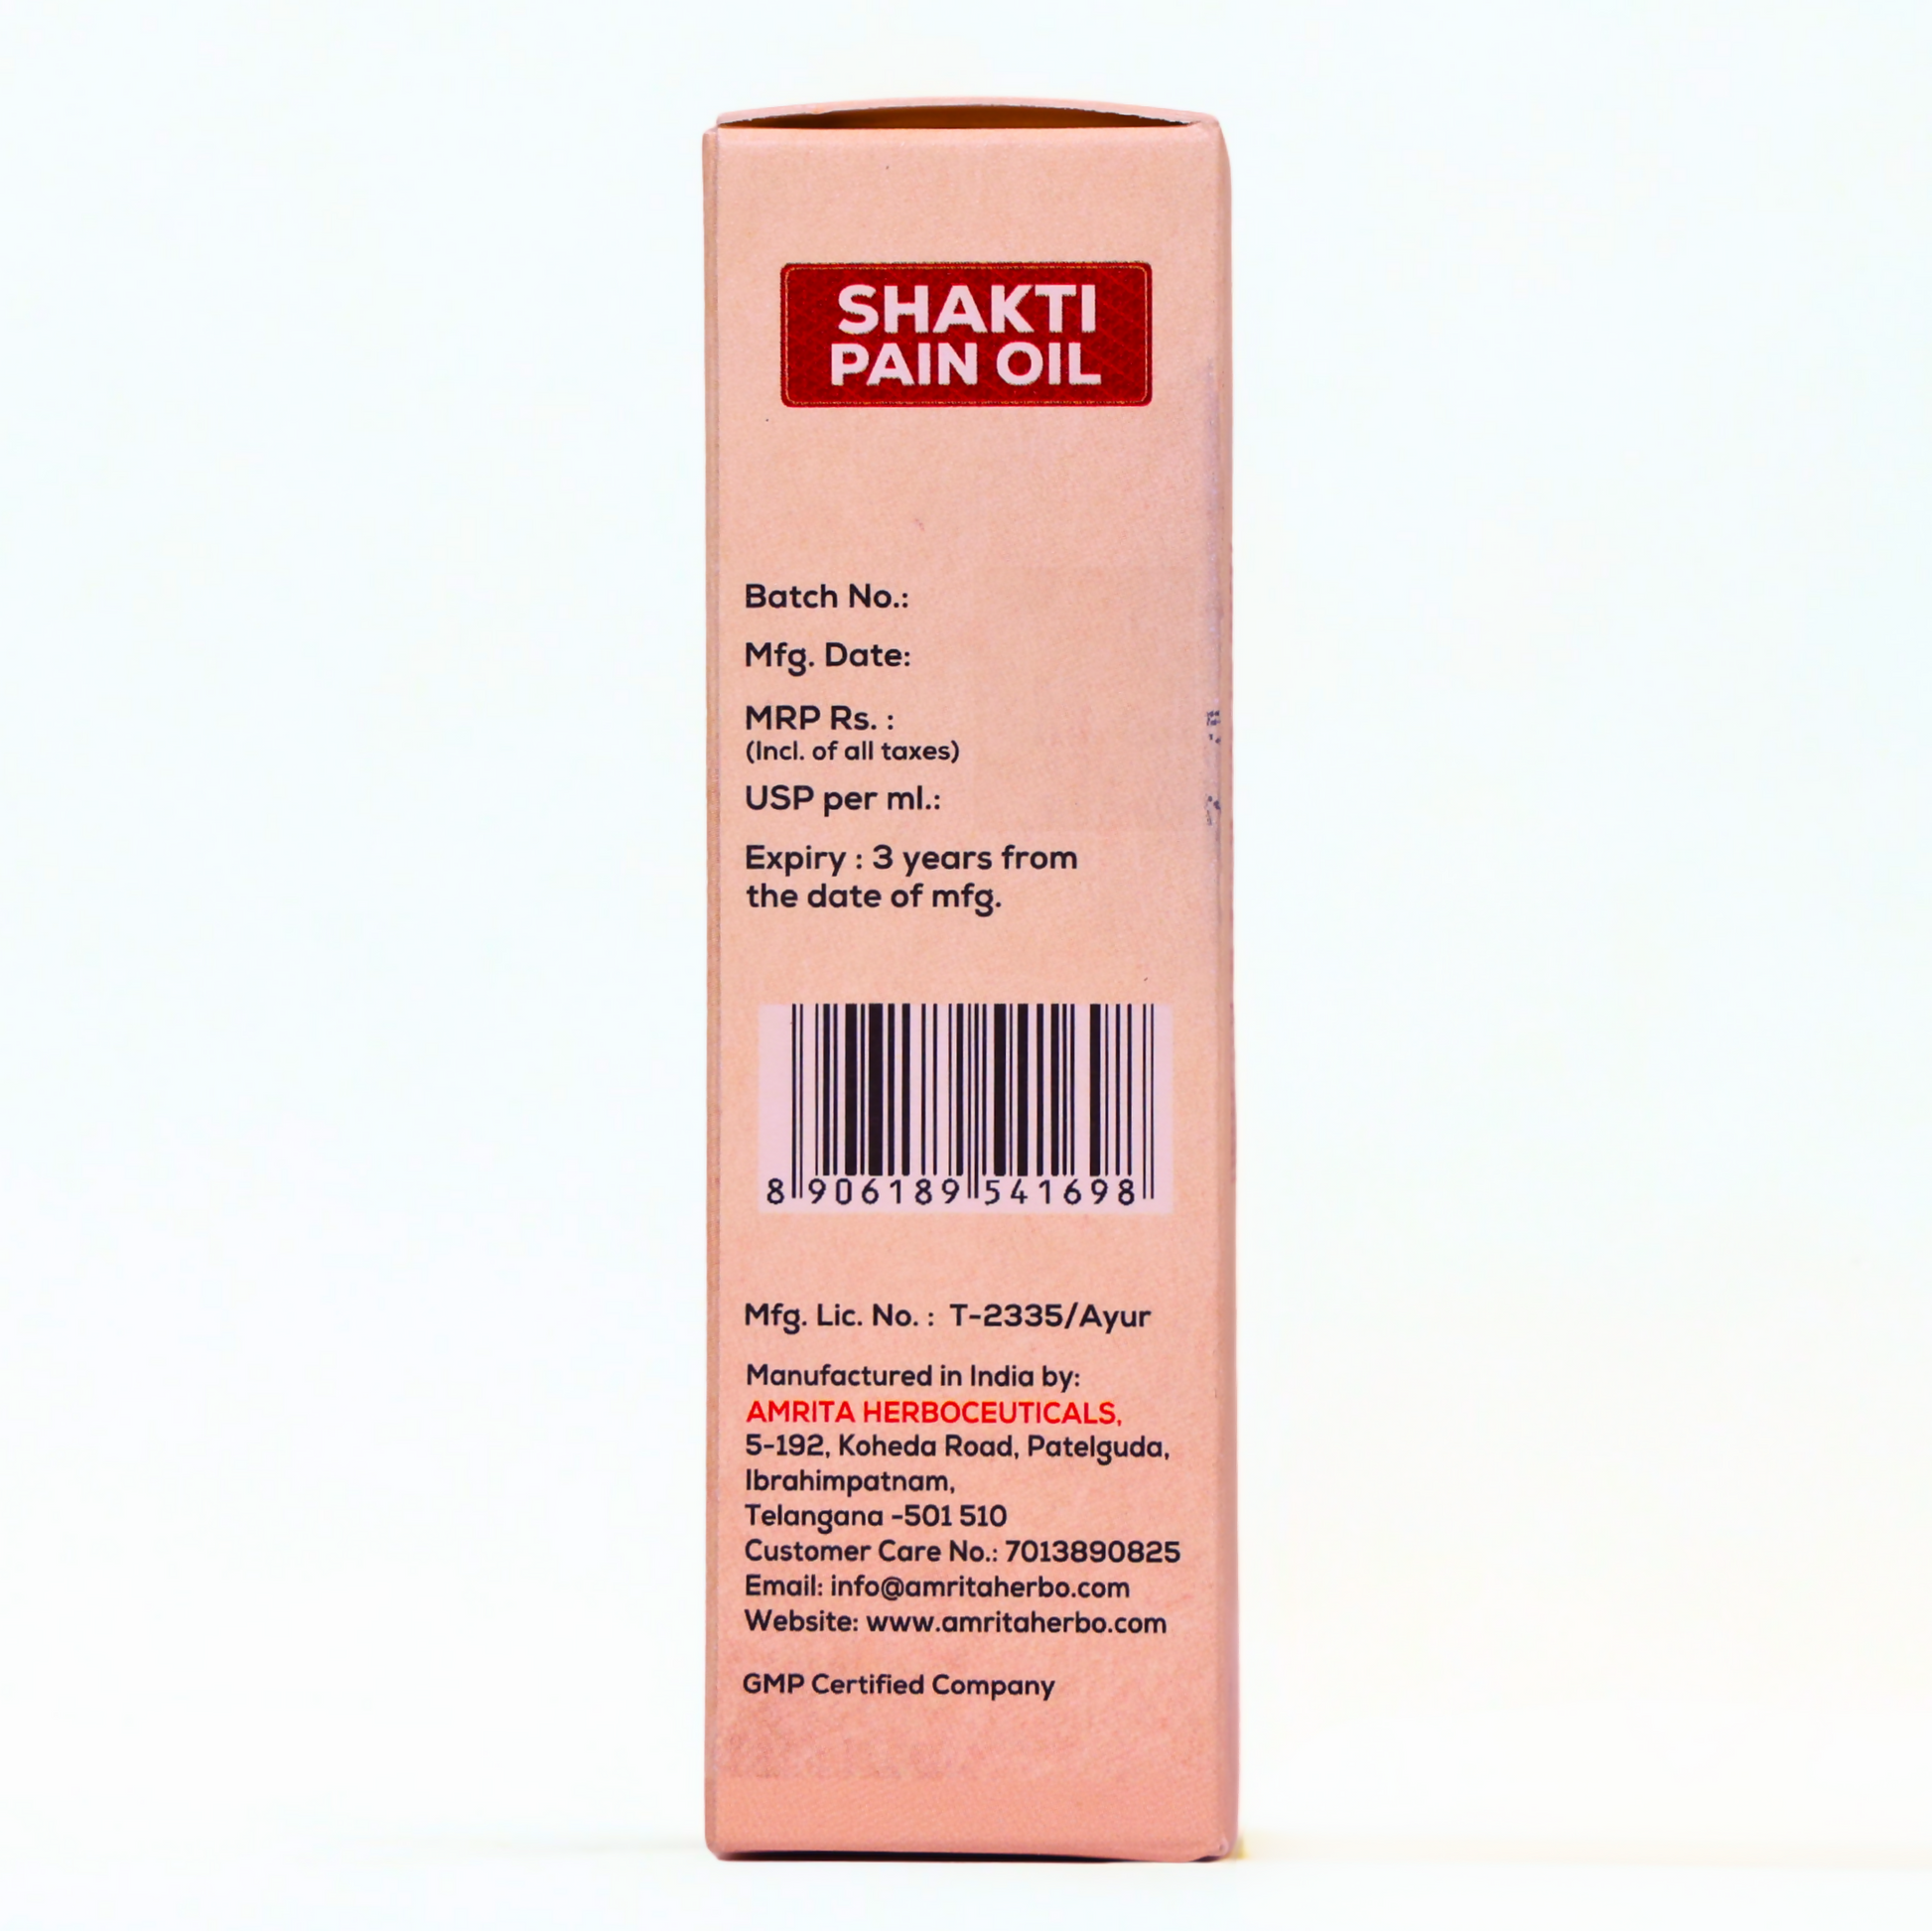 SHAKTI
PAIN OIL
Batch No.:
Mfg. Date:
MRP Rs. :
(Incl. of all taxes)
USP per ml.:
Expiry : 3 years from
the date of mfg.
8 906189 541698
Mfg. Lic. No. : T-2335/Ayur
Manufactured in India by:
AMRITA HERBOCEUTICALS,
5-192, Koheda Road, Patelguda,
Ibrahimpatnam,
Telangana -501 510
Customer Care No.: 7013890825
Email: info@amritaherbo.com
Website: www.amritaherbo.com
GMP Certified Company